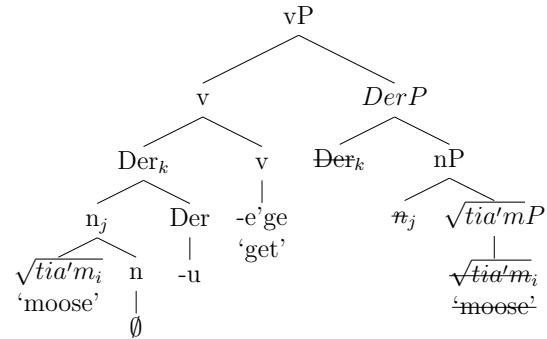 vP
v DerP
Der_k v Der_k nP
n_j Der -e'ge n_j √tia'mP
‘get’
√tia'm_i n -u √tia'm_i
‘moose’ ‘moose’
∅